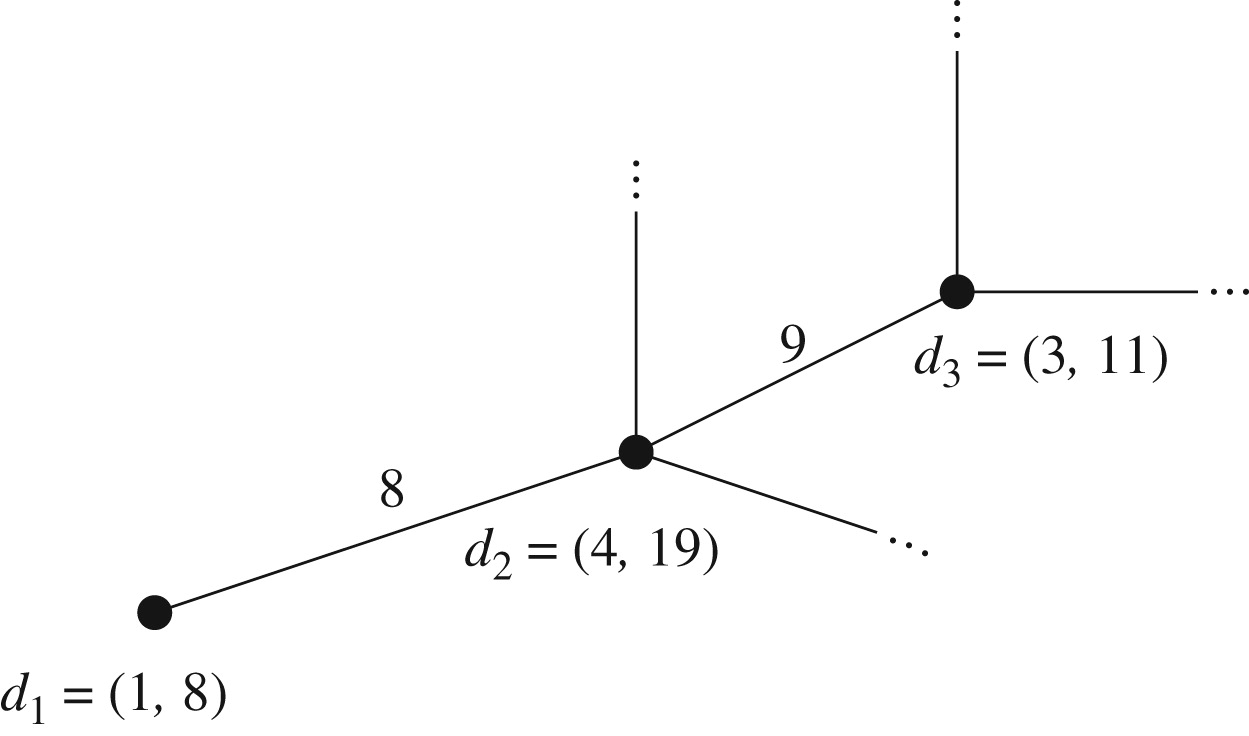 9
d3 = (3, 11)
8
d2 = (4, 19)
d1 = (1, 8)